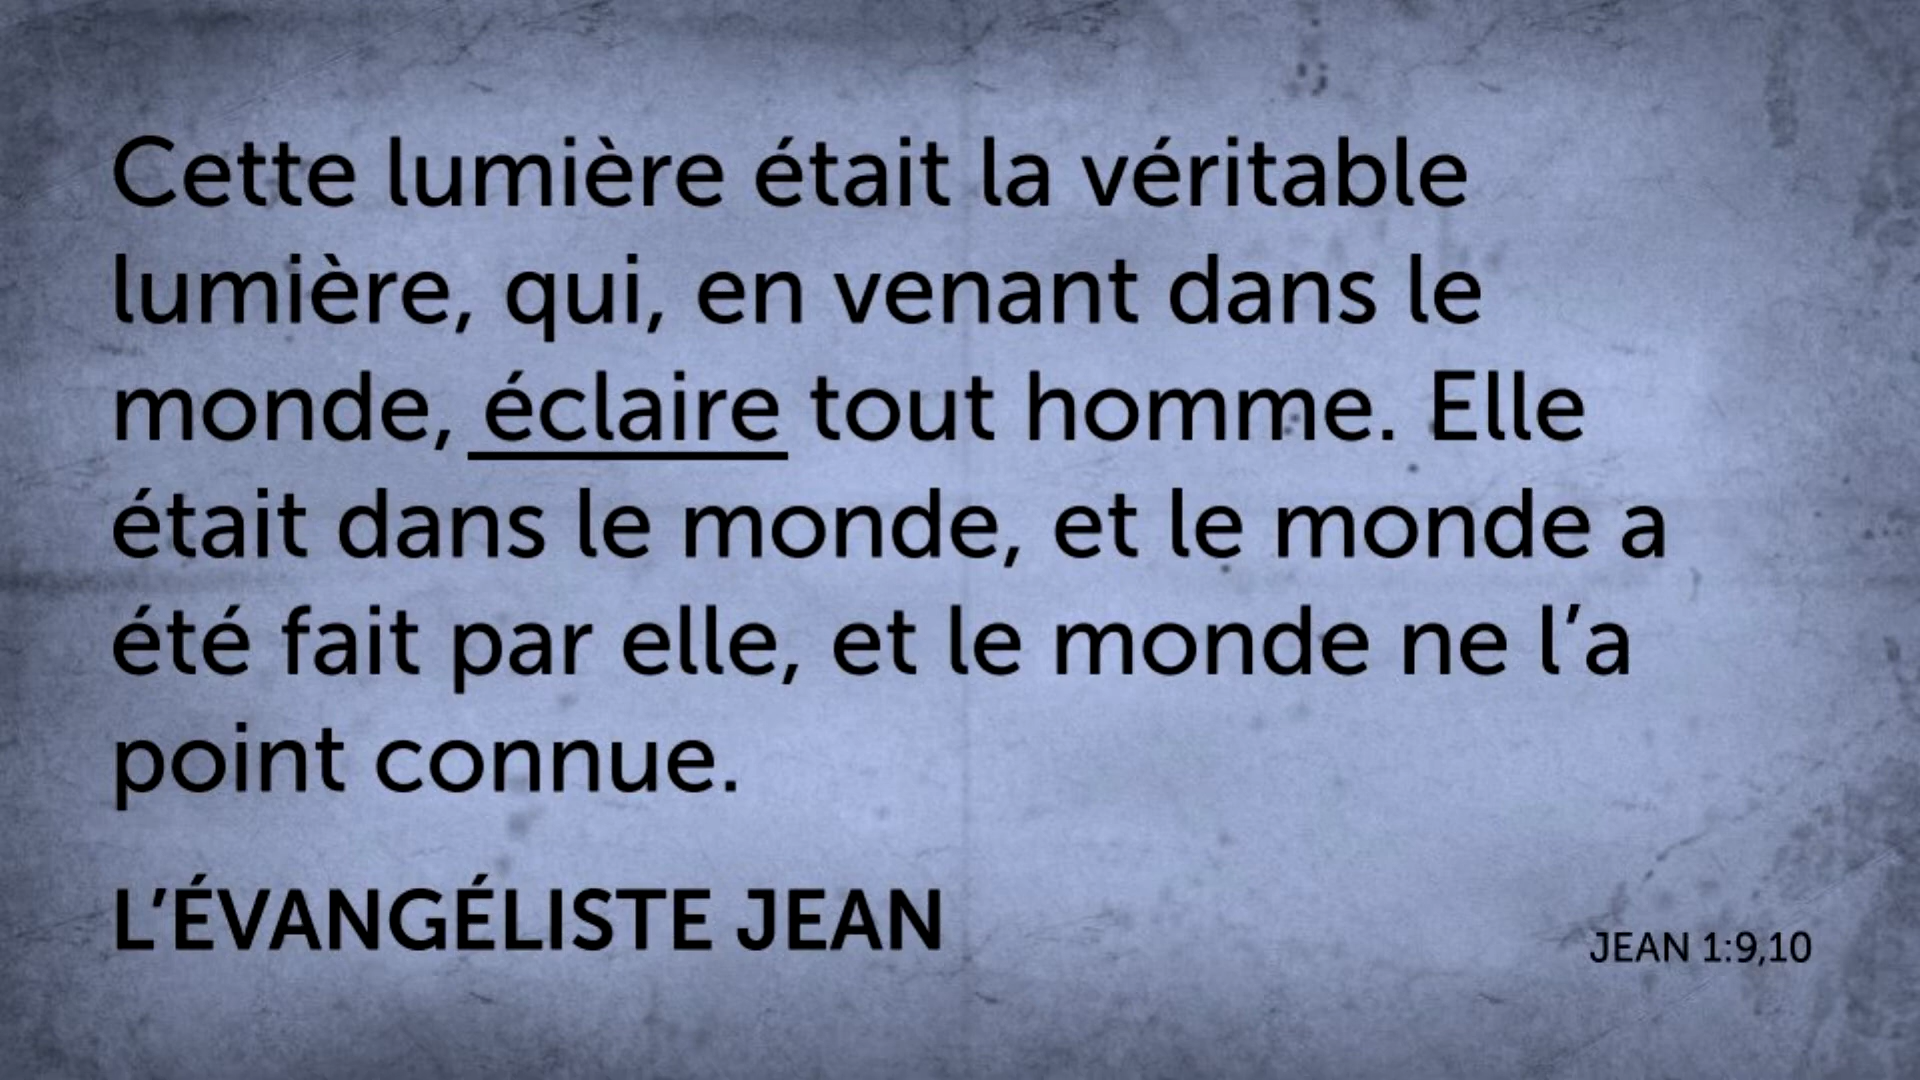 Cette lumière était la véritable
lumière, qui, en venant dans le
monde, éclaire tout homme. Elle
était dans le monde, et le monde a
été fait par elle, et le monde ne l’a
point connue.
L’ÉVANGÉLISTE JEAN
JEAN 1:9,10